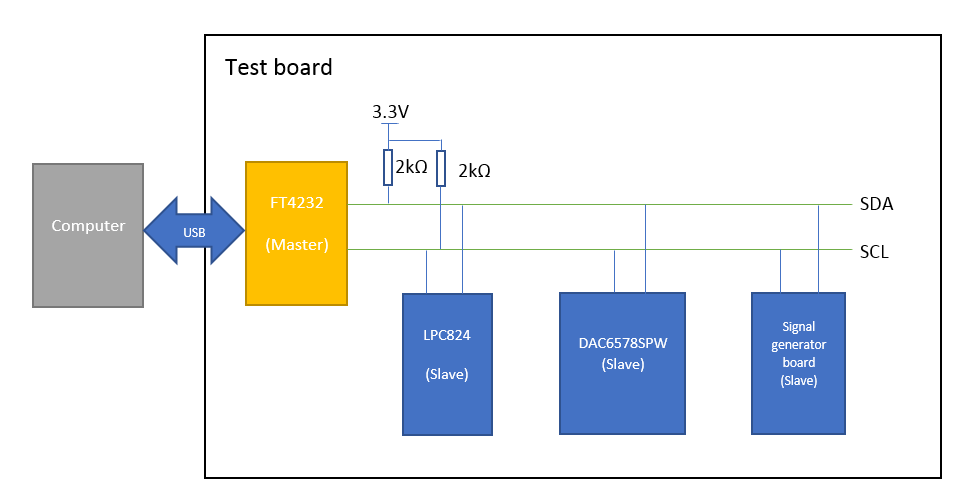 Test board
3.3V
2kΩ
2kΩ
Computer
USB
FT4232
(Master)
SDA
SCL
LPC824
(Slave)
DAC6578SPW
(Slave)
Signal
generator
board
(Slave)